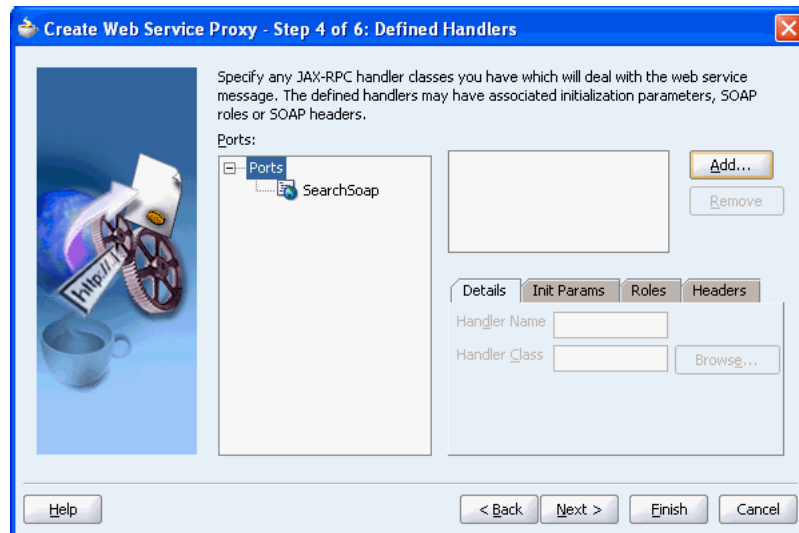 Create Web Service Proxy - Step 4 of 6: Defined Handlers
Specify any JAX-RPC handler classes you have which will deal with the web service
message. The defined handlers may have associated initialization parameters, SOAP
roles or SOAP headers.
Ports:
Ports
SearchSoap
Add...
Remove
Details Init Params Roles Headers
Handler Name
Handler Class Browse...
http://
Help < Back Next > Finish Cancel